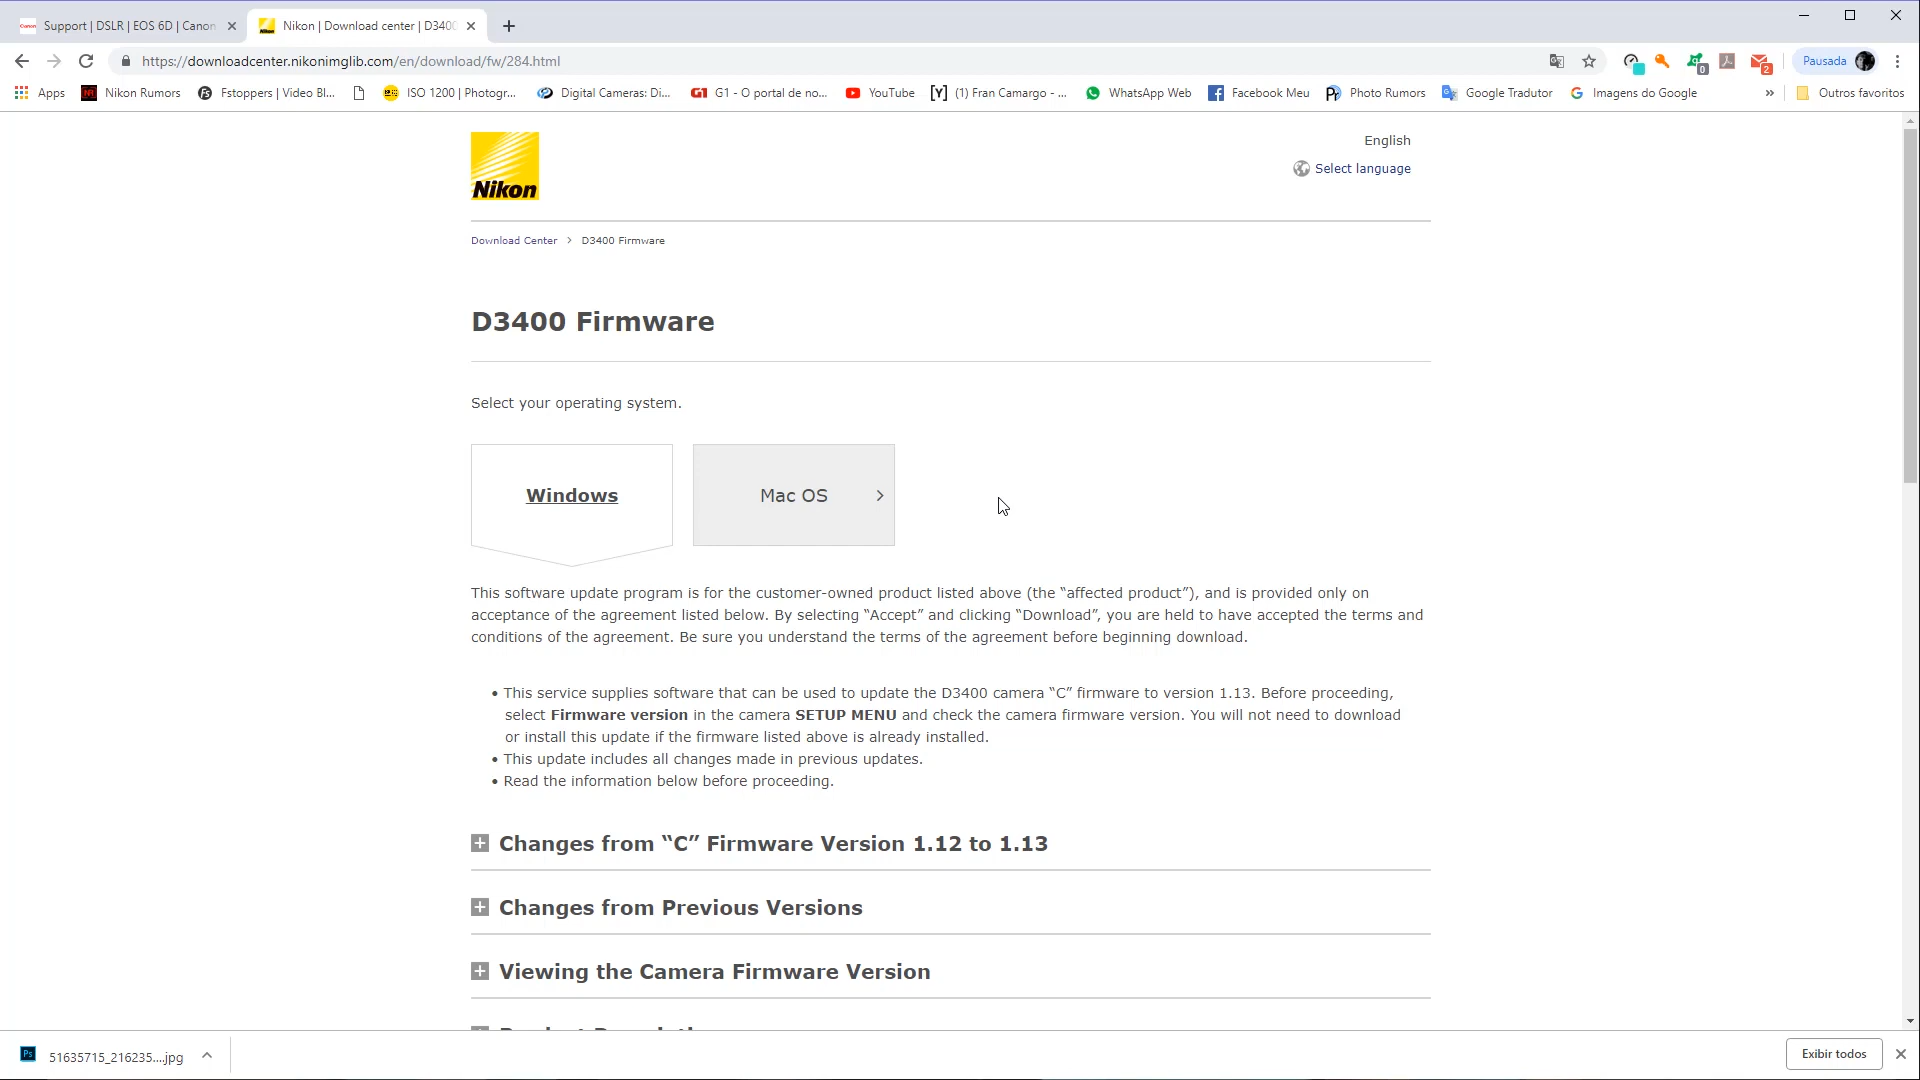 Support | DSLR | EOS 6D | Canon
Nikon | Download center | D3400
https://downloadcenter.nikonimglib.com/en/download/fw/284.html
0
2
Pausada
Apps
Nikon Rumors
Fstoppers | Video Bl...
ISO 1200 | Photogr...
Digital Cameras: Di...
G1 - O portal de no...
YouTube
(1) Fran Camargo - ...
WhatsApp Web
Facebook Meu
Photo Rumors
Google Tradutor
Imagens do Google
»
Outros favoritos
Nikon
English
Select language
Download Center > D3400 Firmware
D3400 Firmware
Select your operating system.
Windows
Mac OS
This software update program is for the customer-owned product listed above (the “affected product”), and is provided only on
acceptance of the agreement listed below. By selecting “Accept” and clicking “Download”, you are held to have accepted the terms and
conditions of the agreement. Be sure you understand the terms of the agreement before beginning download.
• This service supplies software that can be used to update the D3400 camera “C” firmware to version 1.13. Before proceeding,
select Firmware version in the camera SETUP MENU and check the camera firmware version. You will not need to download
or install this update if the firmware listed above is already installed.
• This update includes all changes made in previous updates.
• Read the information below before proceeding.
Changes from “C” Firmware Version 1.12 to 1.13
Changes from Previous Versions
Viewing the Camera Firmware Version
Ps
51635715_216235....jpg
Exibir todos